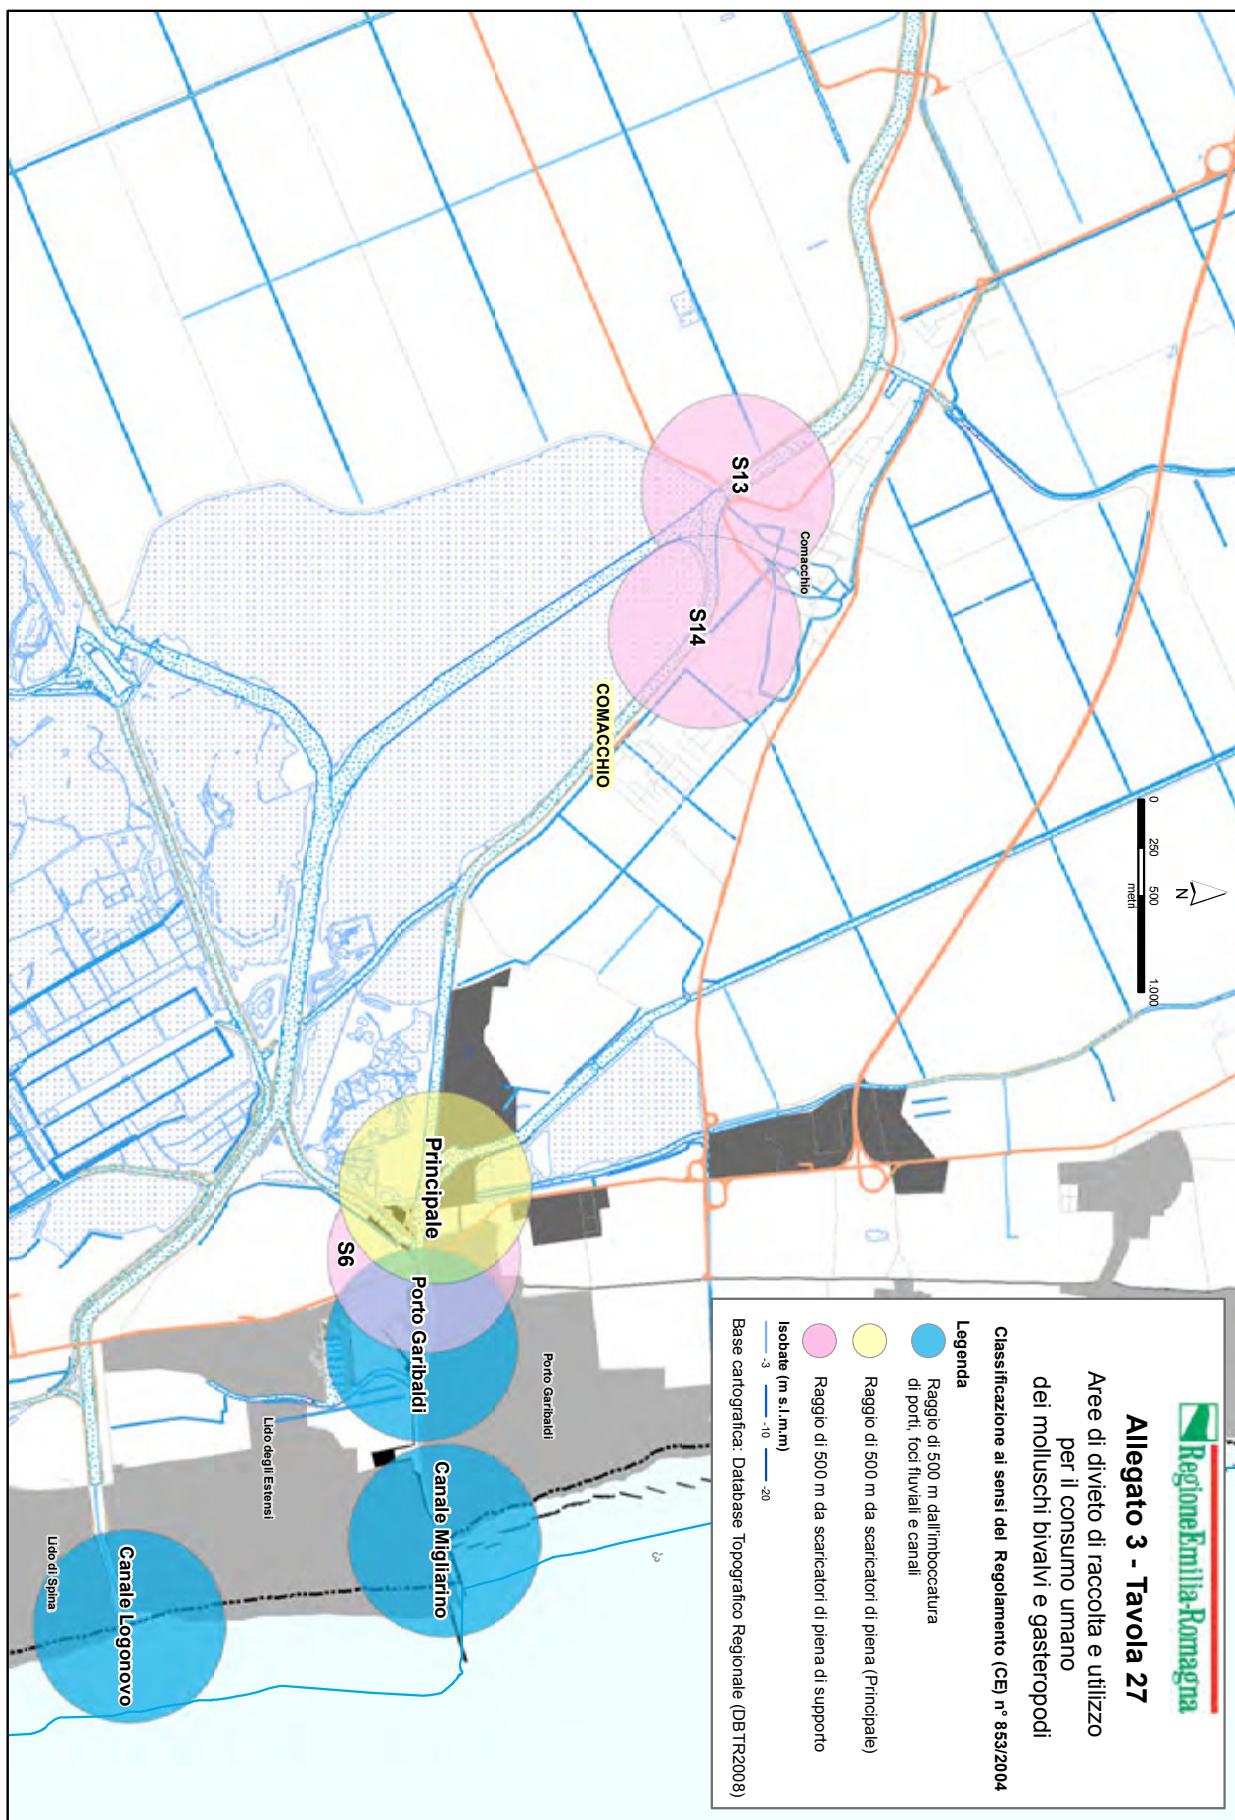 RegioneEmilia-Romagna
Allegato 3 - Tavola 27
Aree di divieto di raccolta e utilizzo
per il consumo umano
dei molluschi bivalvi e gasteropodi
Classificazione ai sensi del Regolamento (CE) n° 853/2004
Legenda
Raggio di 500 m dall'imboccatura
di porti, foci fluviali e canali
Raggio di 500 m da scaricatori di piena (Principale)
Raggio di 500 m da scaricatori di piena di supporto
Isobate (m s.l.m.m)
-3 -10 -20
Base cartografica: Database Topografico Regionale (DBTR2008)
N
0 250 500 1.000
metri
S13
Comacchio
S14
COMACCHIO
Principale
S6
Porto Garibaldi
Porto Garibaldi
Lido degli Estensi
Canale Migliarino
-3
Lido di Spina
Canale Logonovo